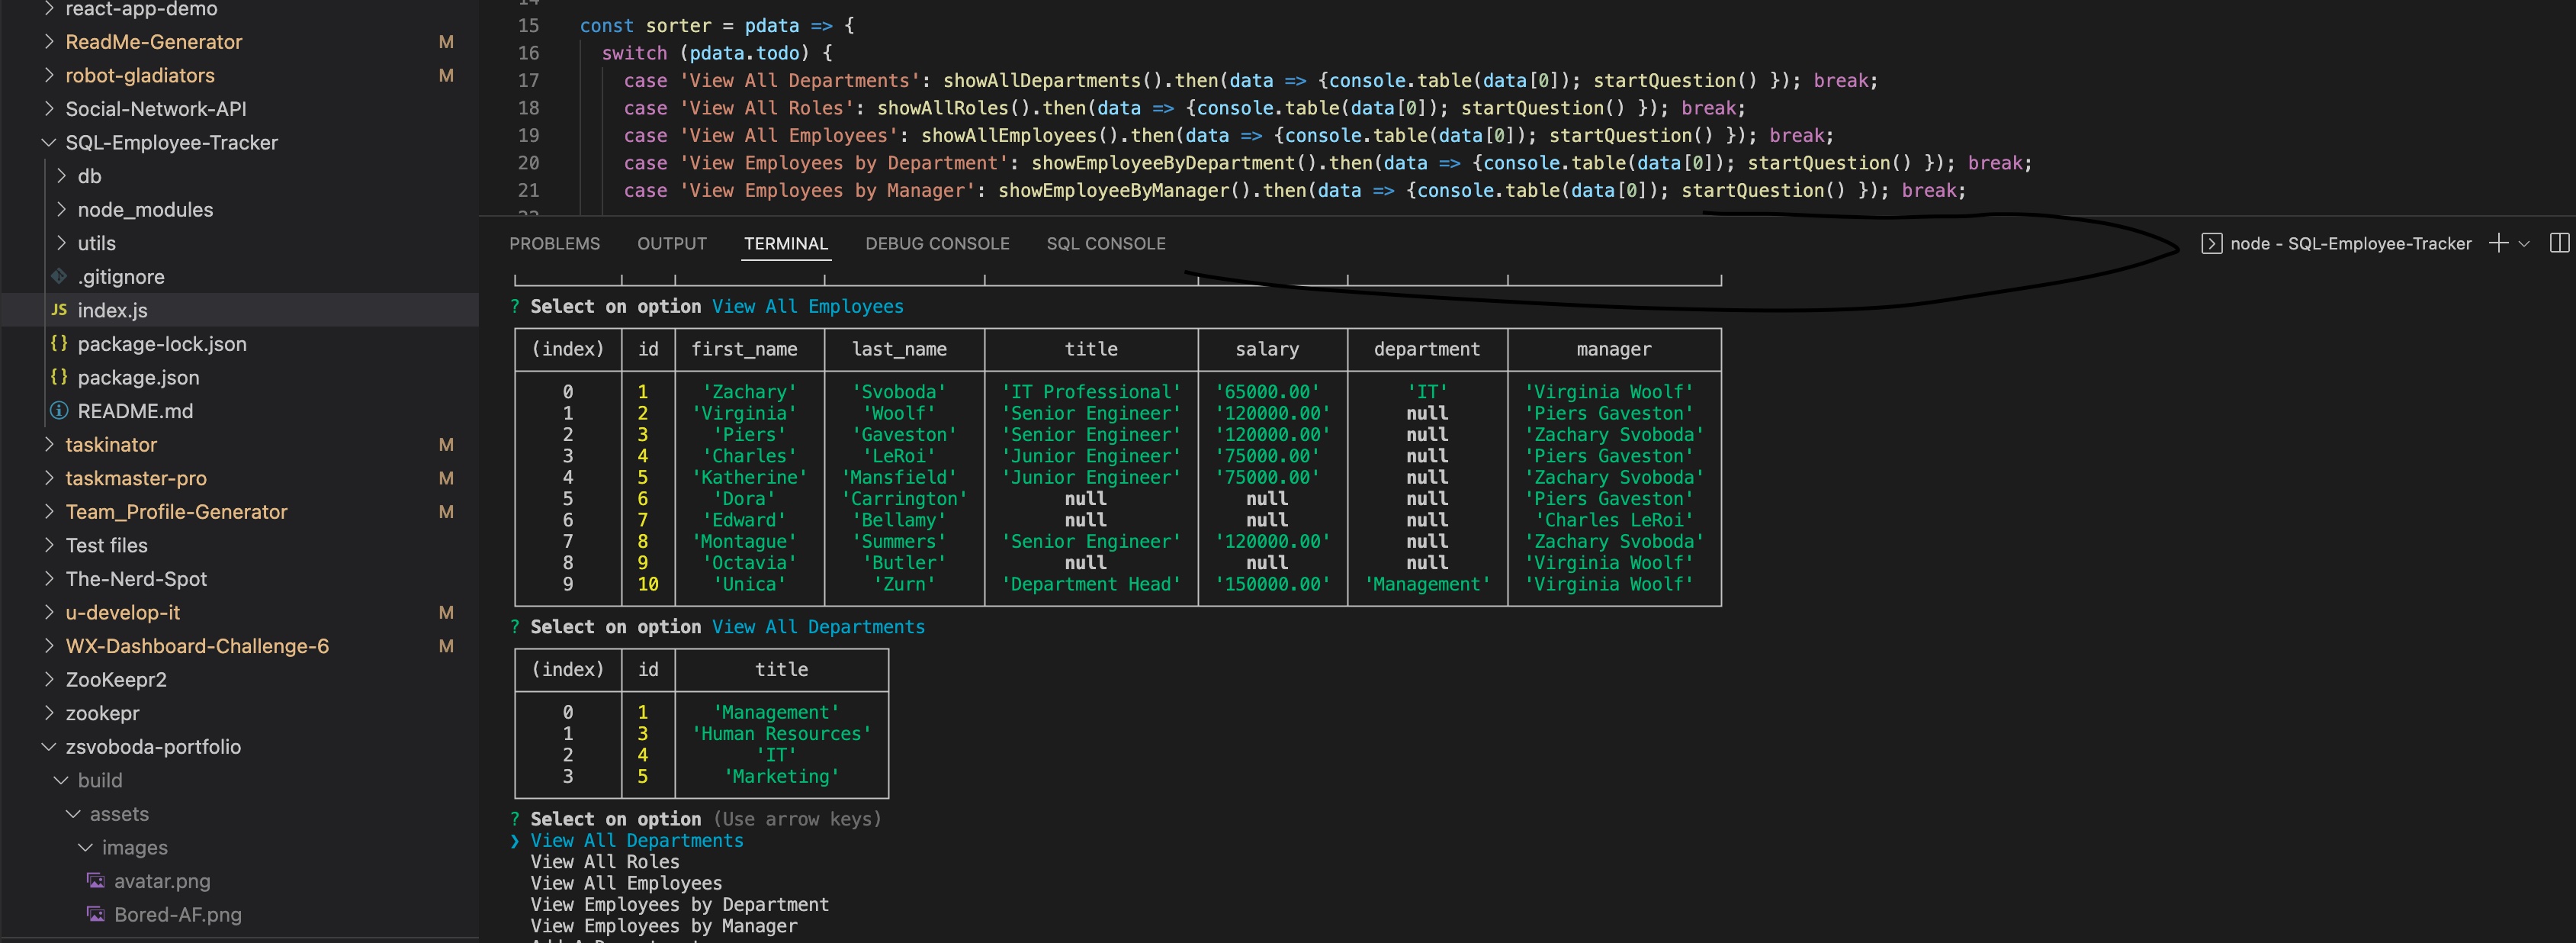 react-app-demo
ReadMe-Generator M
robot-gladiators M
Social-Network-API
SQL-Employee-Tracker
db
node_modules
utils
.gitignore
JS index.js
{} package-lock.json
{} package.json
README.md
taskinator M
taskmaster-pro M
Team_Profile-Generator M
Test files
The-Nerd-Spot
u-develop-it M
WX-Dashboard-Challenge-6 M
ZooKeepr2
zookepr
zsvoboda-portfolio
build
assets
images
avatar.png
Bored-AF.png
14
15 const sorter = pdata => {
16 switch (pdata.todo) {
17 case 'View All Departments': showAllDepartments().then(data => {console.table(data[0]); startQuestion() }); break;
18 case 'View All Roles': showAllRoles().then(data => {console.table(data[0]); startQuestion() }); break;
19 case 'View All Employees': showAllEmployees().then(data => {console.table(data[0]); startQuestion() }); break;
20 case 'View Employees by Department': showEmployeeByDepartment().then(data => {console.table(data[0]); startQuestion() }); break;
21 case 'View Employees by Manager': showEmployeeByManager().then(data => {console.table(data[0]); startQuestion() }); break;
PROBLEMS OUTPUT TERMINAL DEBUG CONSOLE SQL CONSOLE node - SQL-Employee-Tracker
? Select on option View All Employees
(index) id first_name last_name title salary department manager
0 1 'Zachary' 'Svoboda' 'IT Professional' '65000.00' 'IT' 'Virginia Woolf'
1 2 'Virginia' 'Woolf' 'Senior Engineer' '120000.00' null 'Piers Gaveston'
2 3 'Piers' 'Gaveston' 'Senior Engineer' '120000.00' null 'Zachary Svoboda'
3 4 'Charles' 'LeRoi' 'Junior Engineer' '75000.00' null 'Piers Gaveston'
4 5 'Katherine' 'Mansfield' 'Junior Engineer' '75000.00' null 'Zachary Svoboda'
5 6 'Dora' 'Carrington' null null null 'Piers Gaveston'
6 7 'Edward' 'Bellamy' null null null 'Charles LeRoi'
7 8 'Montague' 'Summers' 'Senior Engineer' '120000.00' null 'Zachary Svoboda'
8 9 'Octavia' 'Butler' null null null 'Virginia Woolf'
9 10 'Unica' 'Zurn' 'Department Head' '150000.00' 'Management' 'Virginia Woolf'
? Select on option View All Departments
(index) id title
0 1 'Management'
1 3 'Human Resources'
2 4 'IT'
3 5 'Marketing'
? Select on option (Use arrow keys)
❯ View All Departments
View All Roles
View All Employees
View Employees by Department
View Employees by Manager